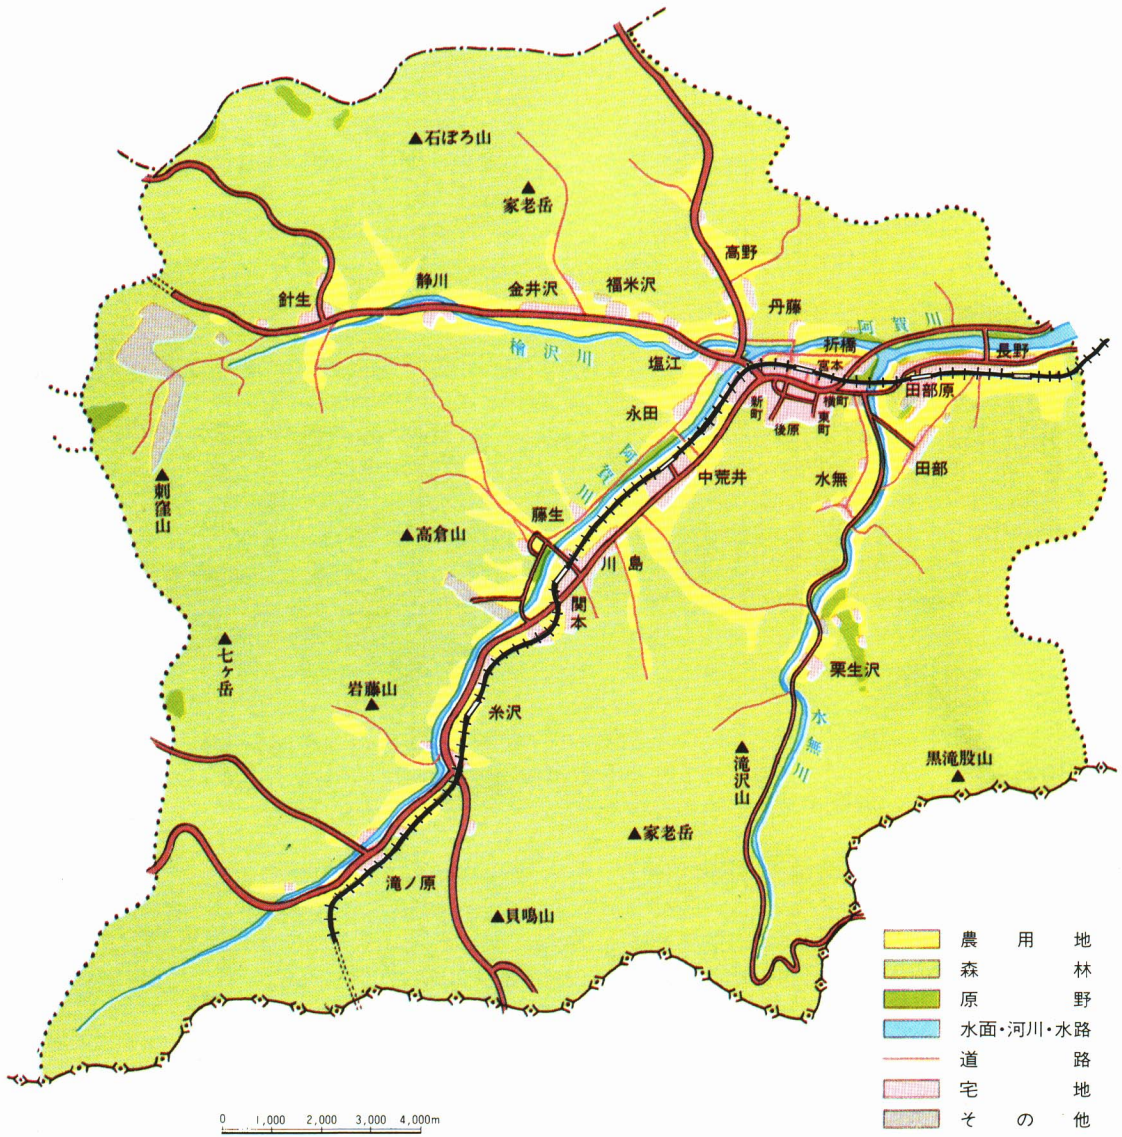 石ぼろ山
家老岳
高野
静川
金井沢
福米沢
針生
丹藤
阿賀川
折橋
長野
檜沢川
塩江
宮本
田部原
新町
横町
東町
後原
永田
阿賀川
中荒井
水無
田部
刺窪山
高倉山
藤生
川島
関本
七ヶ岳
岩藤山
糸沢
栗生沢
水無川
滝沢山
黒滝股山
家老岳
滝ノ原
貝鳴山
農用地
森林
原野
水面・河川・水路
道路
宅地
その他
0 1,000 2,000 3,000 4,000m